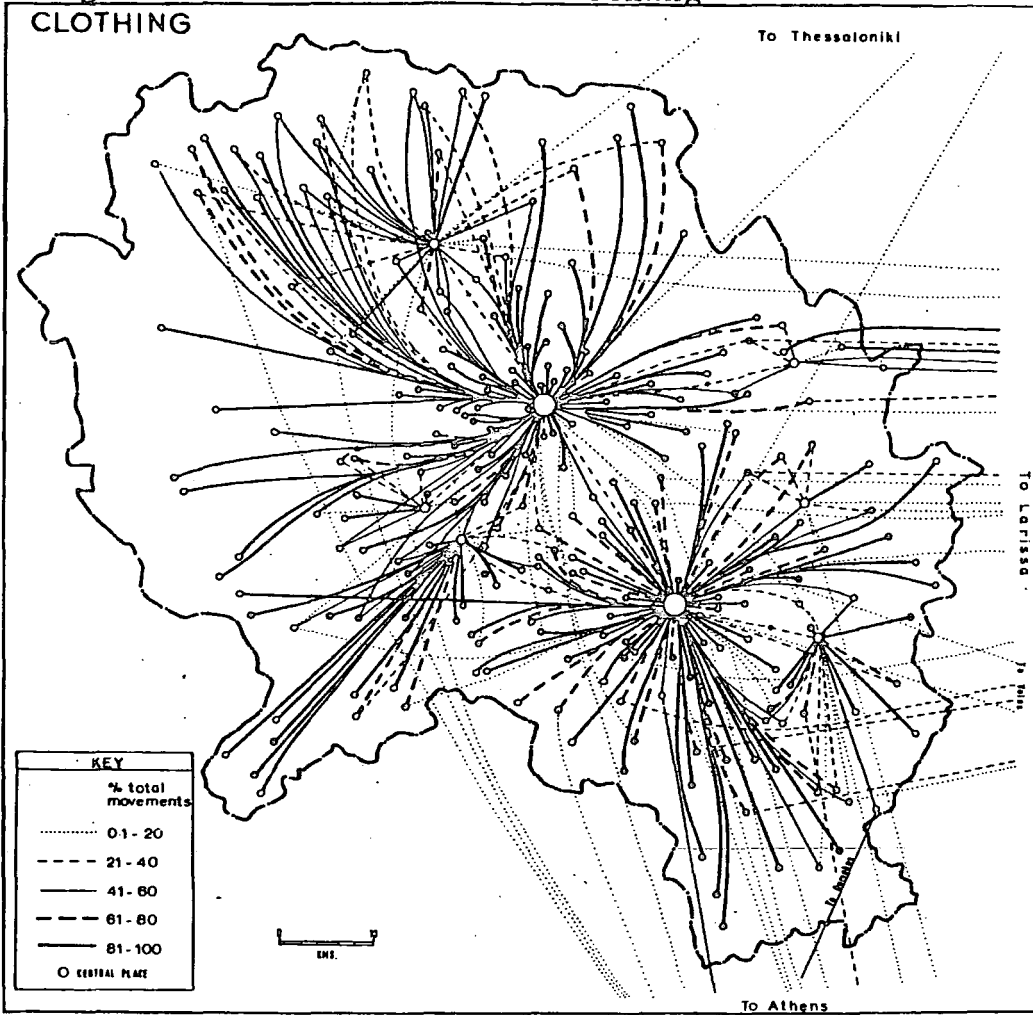 CLOTHING
To Thessaloniki
To Larissa.
To Athens
KEY
% total
movements
0·1 - 20
21 - 40
41 - 60
61 - 80
81 - 100
CENTRAL PLACE
KMS.